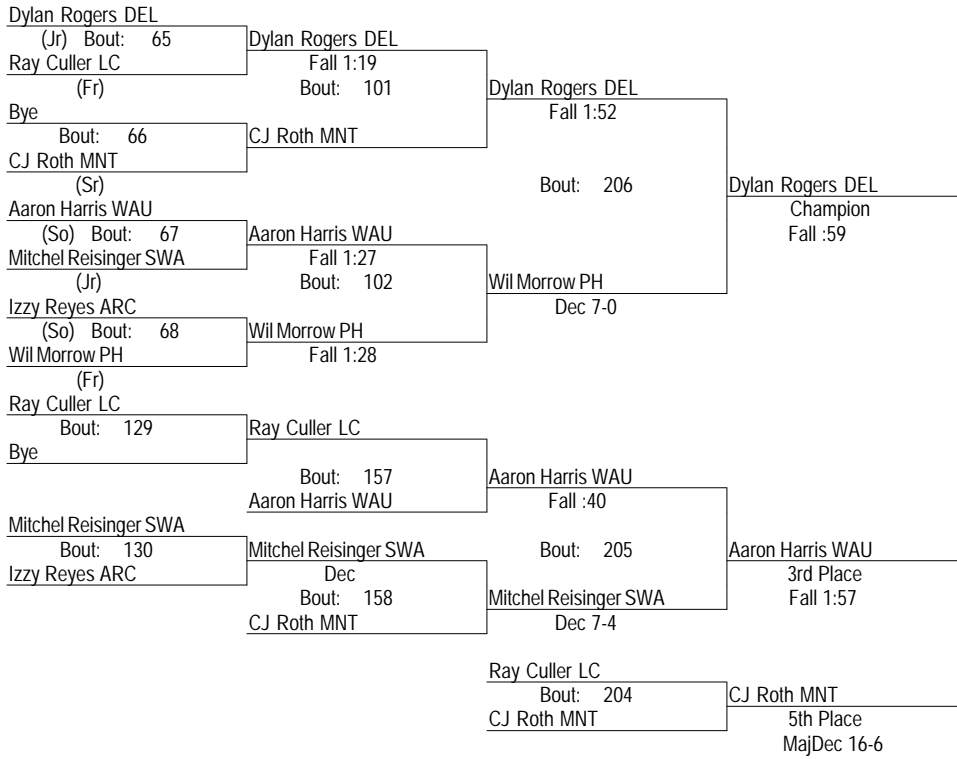 Dylan Rogers DEL
(Jr) Bout: 65
Ray Culler LC
(Fr)
Bye
Bout: 66
CJ Roth MNT
(Sr)
Aaron Harris WAU
(So) Bout: 67
Mitchel Reisinger SWA
(Jr)
Izzy Reyes ARC
(So) Bout: 68
Wil Morrow PH
(Fr)
Dylan Rogers DEL
Fall 1:19
Bout: 101
CJ Roth MNT
Aaron Harris WAU
Fall 1:27
Bout: 102
Wil Morrow PH
Fall 1:28
Dylan Rogers DEL
Fall 1:52
Bout: 206
Wil Morrow PH
Dec 7-0
Dylan Rogers DEL
Champion
Fall :59
Ray Culler LC
Bout: 129
Bye
Mitchel Reisinger SWA
Bout: 130
Izzy Reyes ARC
Ray Culler LC
Bout: 157
Aaron Harris WAU
Mitchel Reisinger SWA
Dec
Bout: 158
CJ Roth MNT
Aaron Harris WAU
Fall :40
Bout: 205
Mitchel Reisinger SWA
Dec 7-4
Aaron Harris WAU
3rd Place
Fall 1:57
Ray Culler LC
Bout: 204
CJ Roth MNT
CJ Roth MNT
5th Place
MajDec 16-6